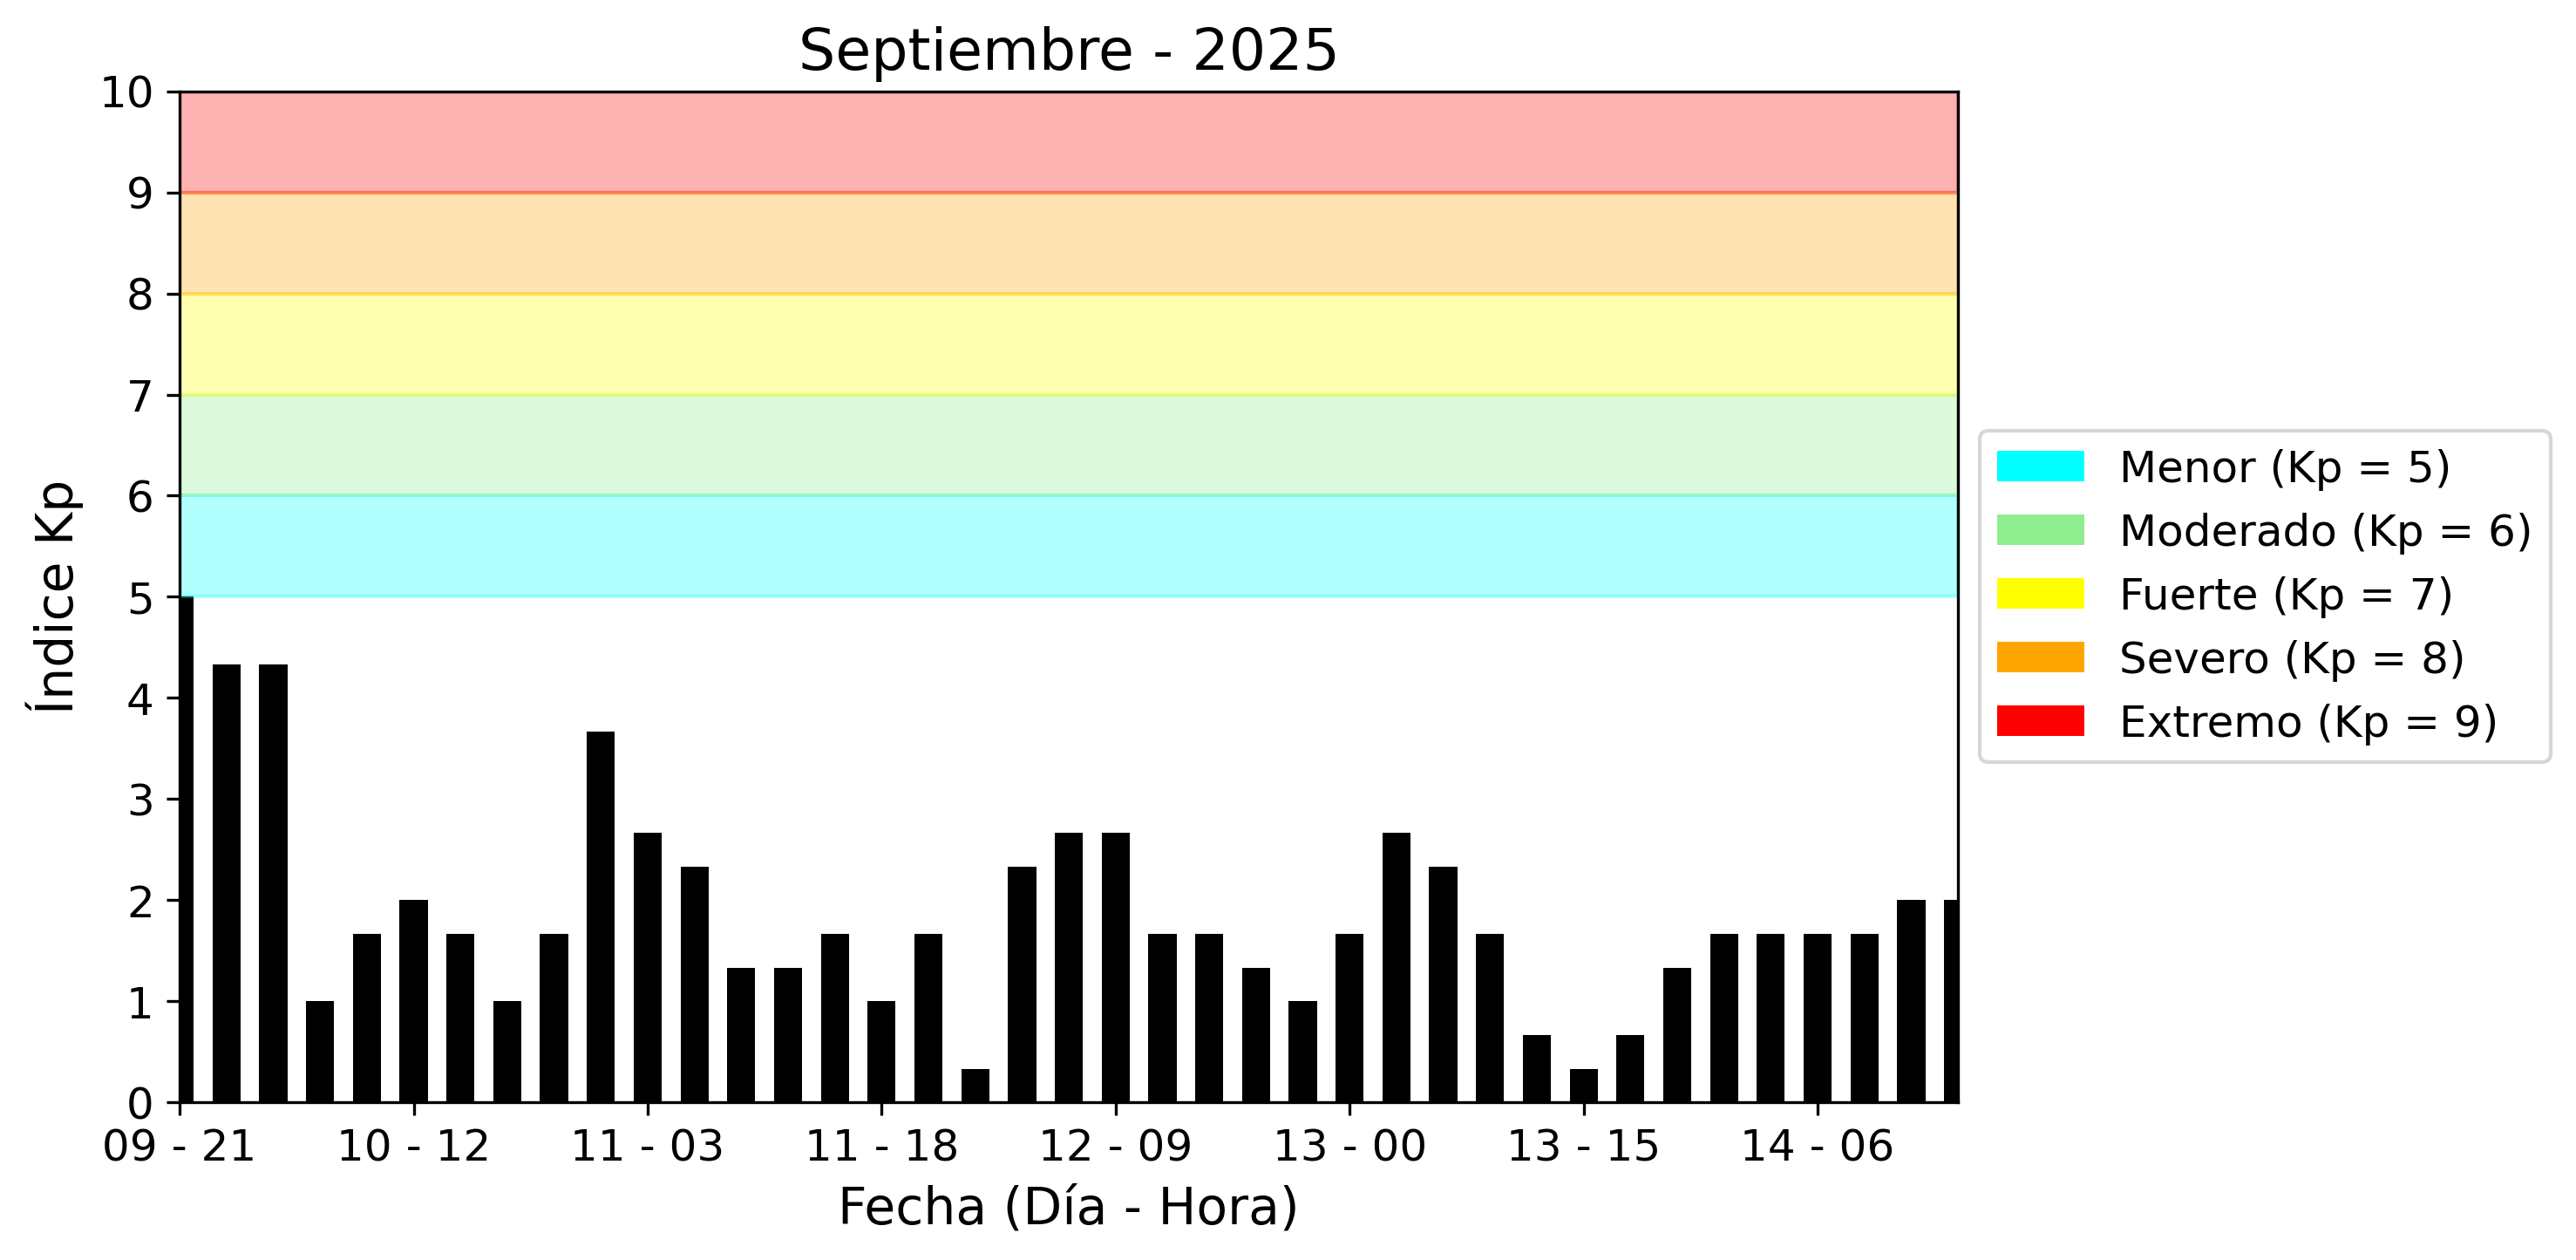 Septiembre - 2025
10
9
8
7
6
5
4
3
2
1
0
Índice Kp
09 - 21 10 - 12 11 - 03 11 - 18 12 - 09 13 - 00 13 - 15 14 - 06
Fecha (Día - Hora)
Menor (Kp = 5)
Moderado (Kp = 6)
Fuerte (Kp = 7)
Severo (Kp = 8)
Extremo (Kp = 9)